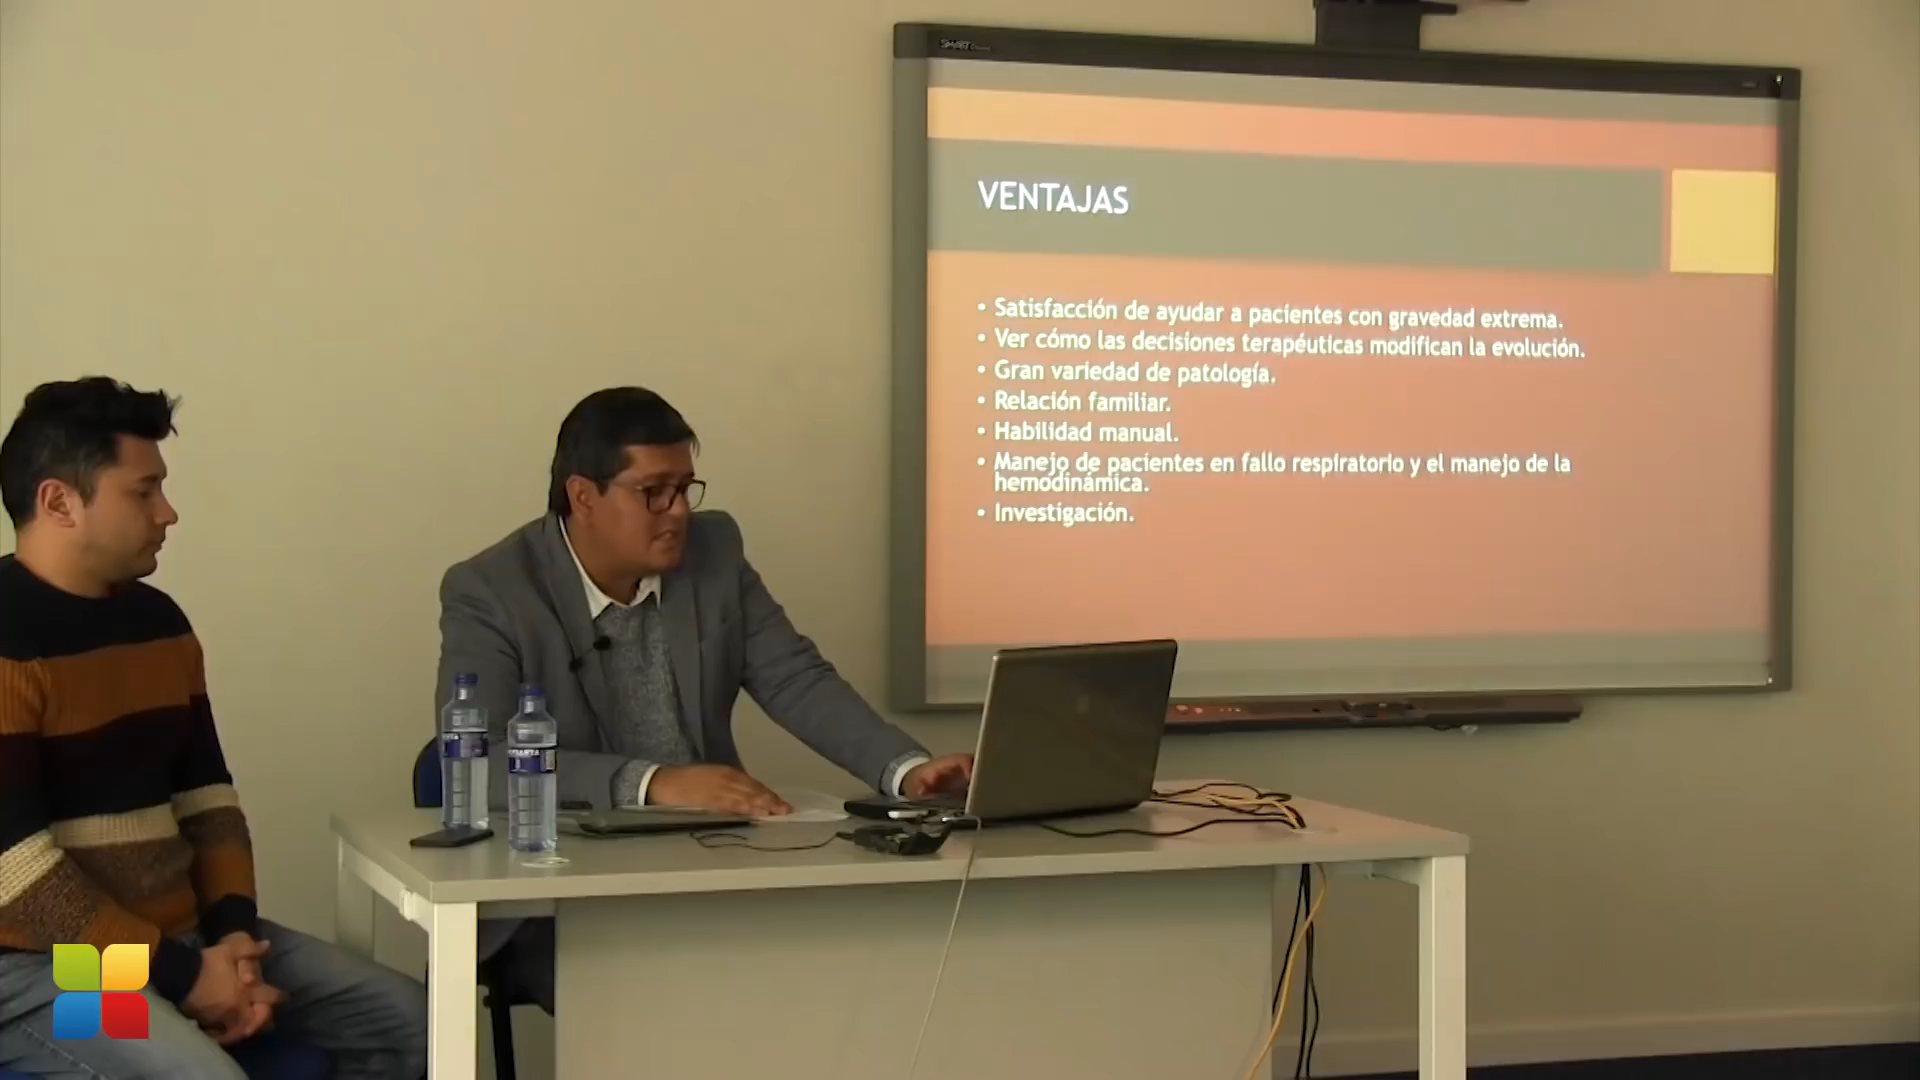 SMART
VENTAJAS
• Satisfacción de ayudar a pacientes con gravedad extrema.
• Ver cómo las decisiones terapéuticas modifican la evolución.
• Gran variedad de patología.
• Relación familiar.
• Habilidad manual.
• Manejo de pacientes en fallo respiratorio y el manejo de la
hemodinámica.
• Investigación.